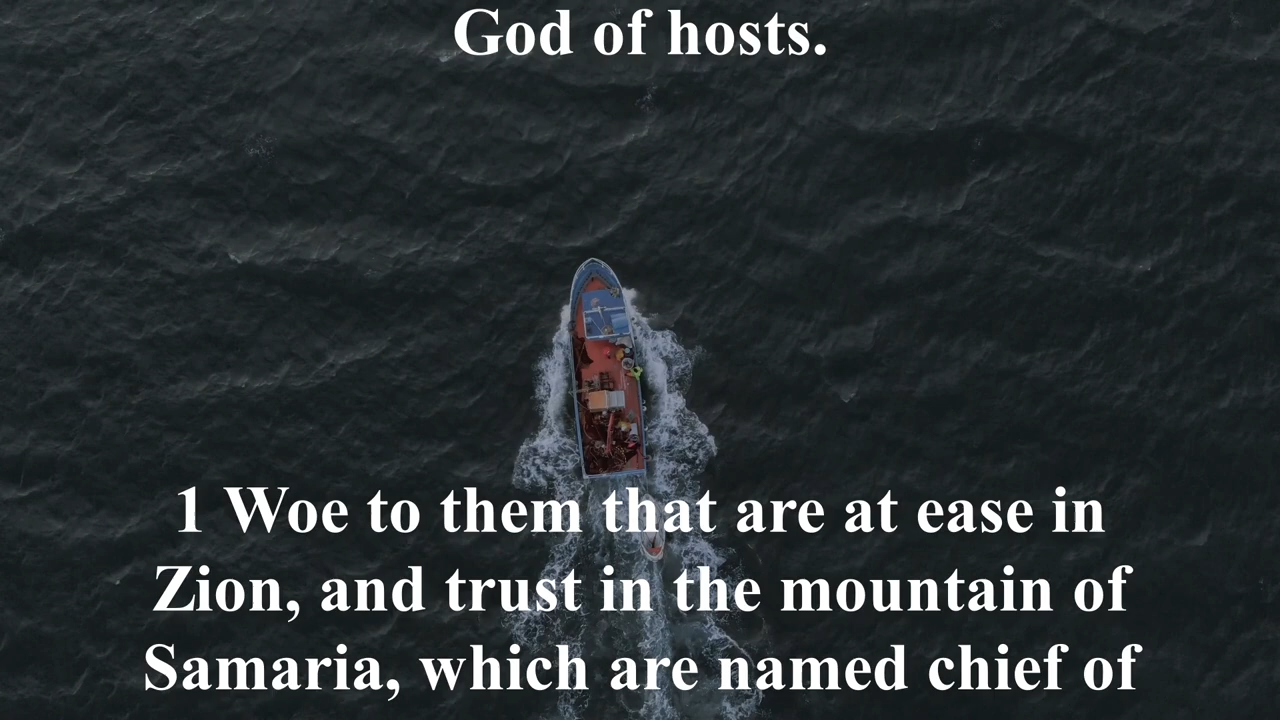 God of hosts.
1 Woe to them that are at ease in
Zion, and trust in the mountain of
Samaria, which are named chief of